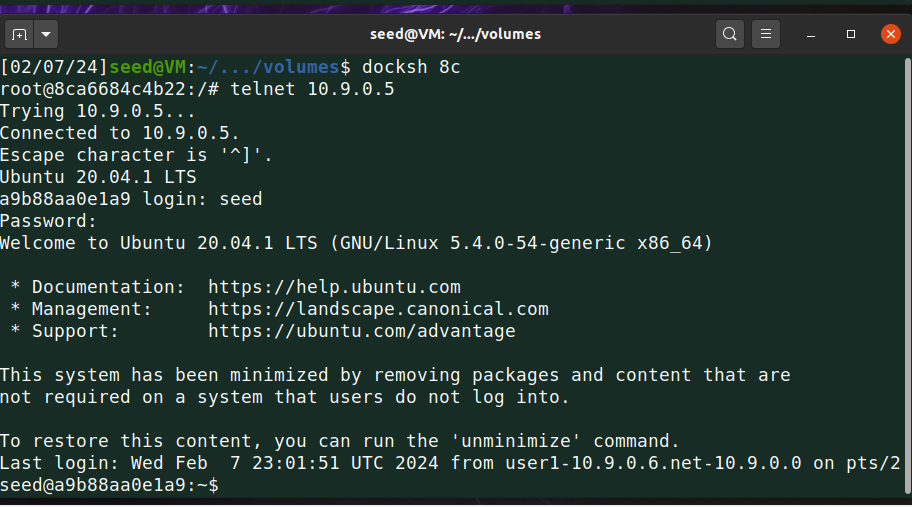 seed@VM: ~/.../volumes
[02/07/24]seed@VM:~/.../volumes$ docksh 8c
root@8ca6684c4b22:/# telnet 10.9.0.5
Trying 10.9.0.5...
Connected to 10.9.0.5.
Escape character is '^]'.
Ubuntu 20.04.1 LTS
a9b88aa0e1a9 login: seed
Password:
Welcome to Ubuntu 20.04.1 LTS (GNU/Linux 5.4.0-54-generic x86_64)

 * Documentation:  https://help.ubuntu.com
 * Management:     https://landscape.canonical.com
 * Support:        https://ubuntu.com/advantage

This system has been minimized by removing packages and content that are
not required on a system that users do not log into.

To restore this content, you can run the 'unminimize' command.
Last login: Wed Feb  7 23:01:51 UTC 2024 from user1-10.9.0.6.net-10.9.0.0 on pts/2
seed@a9b88aa0e1a9:~$